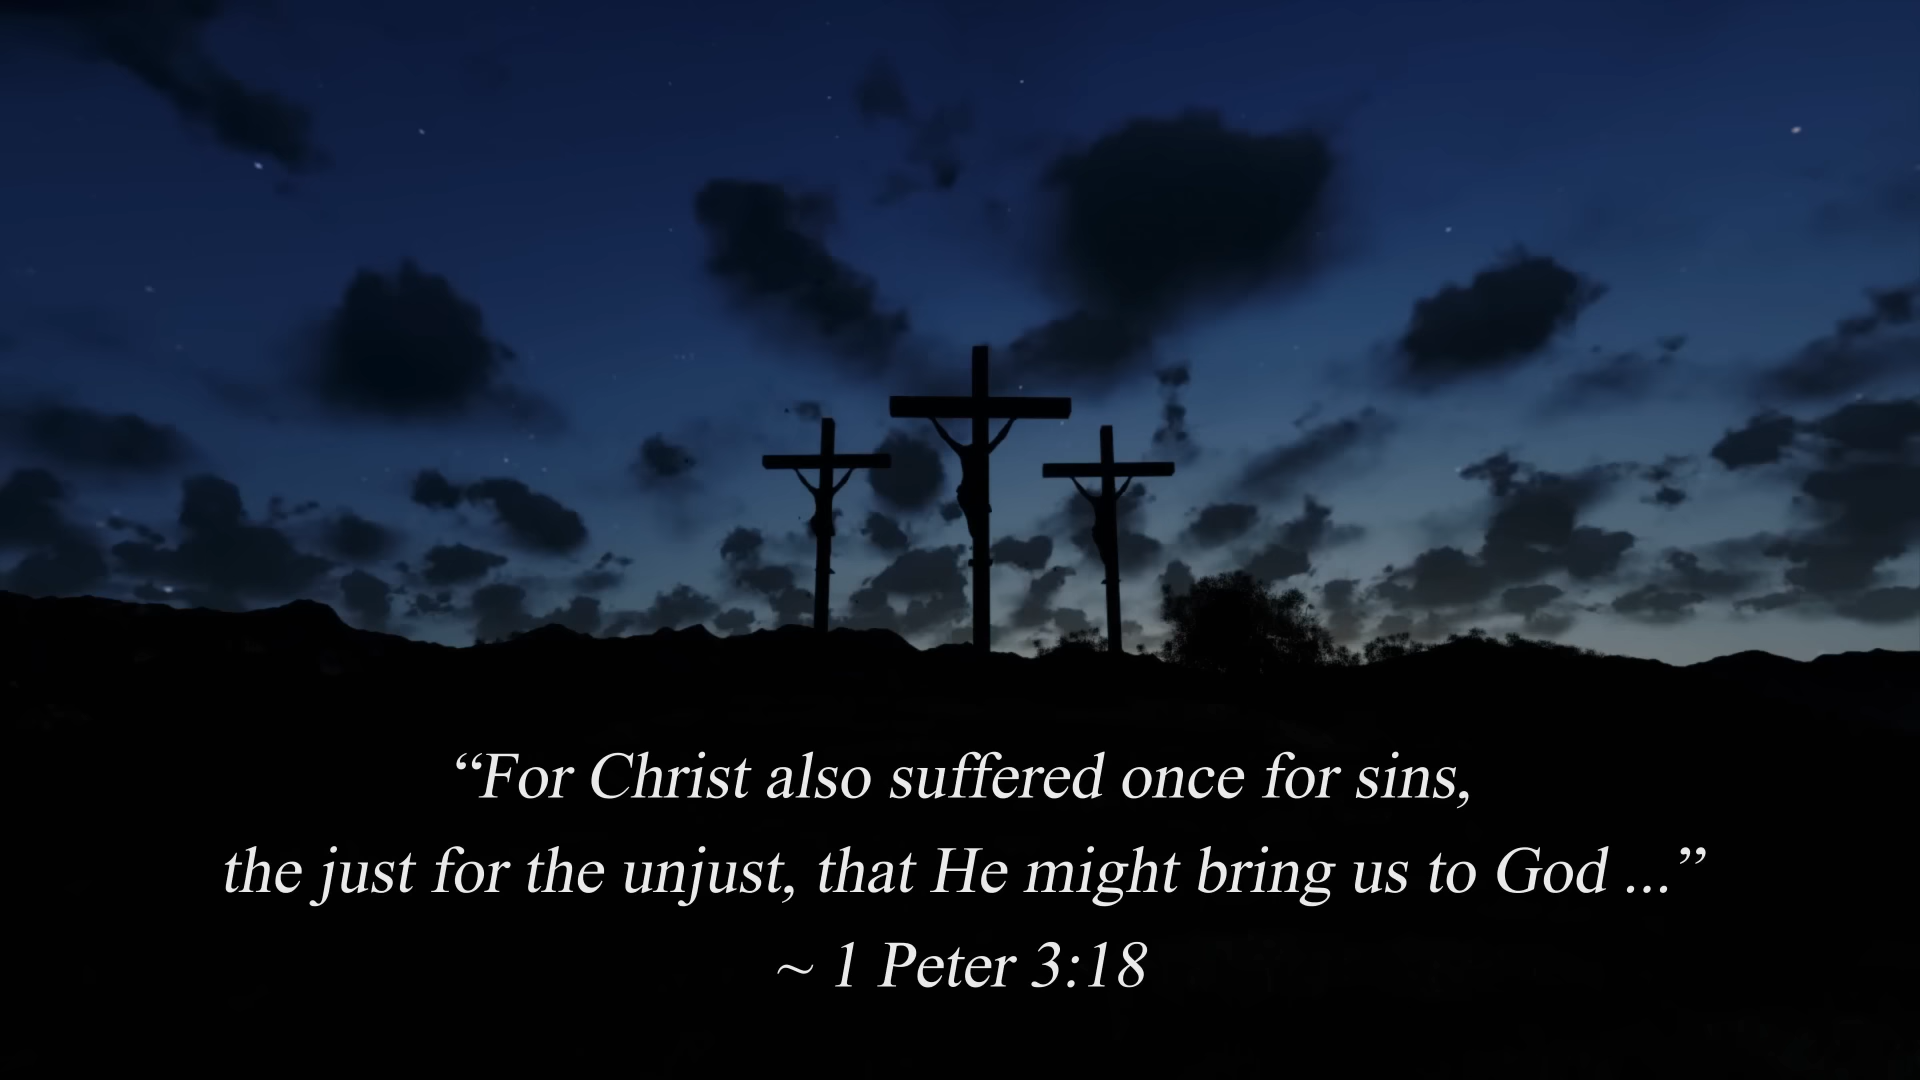 “For Christ also suffered once for sins,
the just for the unjust, that He might bring us to God ...”
~ 1 Peter 3:18